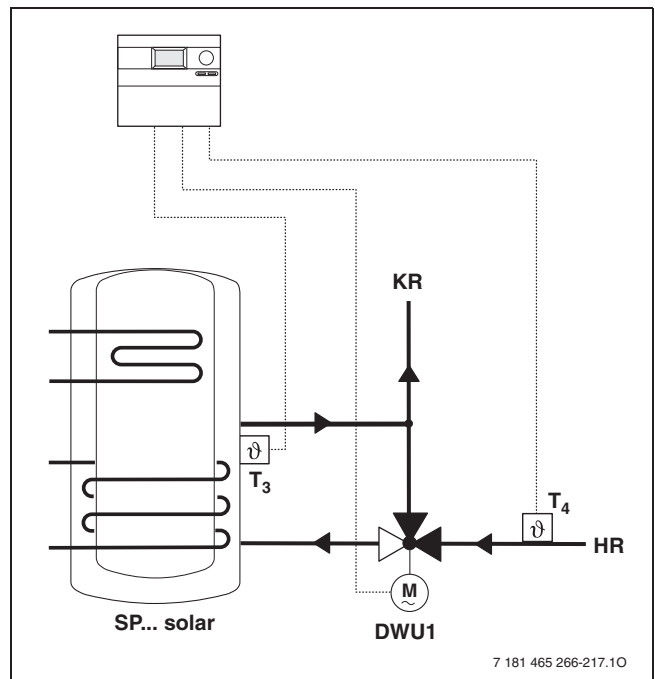 KR
ϑ
T₃
T₄
ϑ
HR
M
~
SP... solar
DWU1
7 181 465 266-217.1O